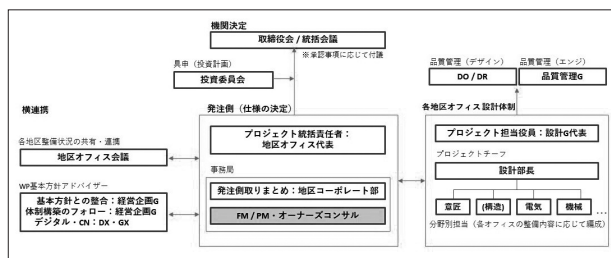 機関決定
取締役会 / 統括会議
※承認事項に応じて付議
具申（投資計画）
投資委員会
品質管理（デザイン）
DO / DR
品質管理（エンジ）
品質管理G
横連携
各地区整備状況の共有・連携
地区オフィス会議
WP基本方針アドバイザー
基本方針との整合：経営企画G
体制構築のフォロー：経営企画G
デジタル・CN：DX・GX
発注側（仕様の決定）
プロジェクト統括責任者：
地区オフィス代表
事務局
発注側取りまとめ：地区コーポレート部
FM / PM・オーナーズコンサル
各地区オフィス設計体制
プロジェクト担当役員：設計G代表
プロジェクトチーフ
設計部長
意匠
(構造)
電気
機械
…
分野別担当（各オフィスの整備内容に応じて編成）